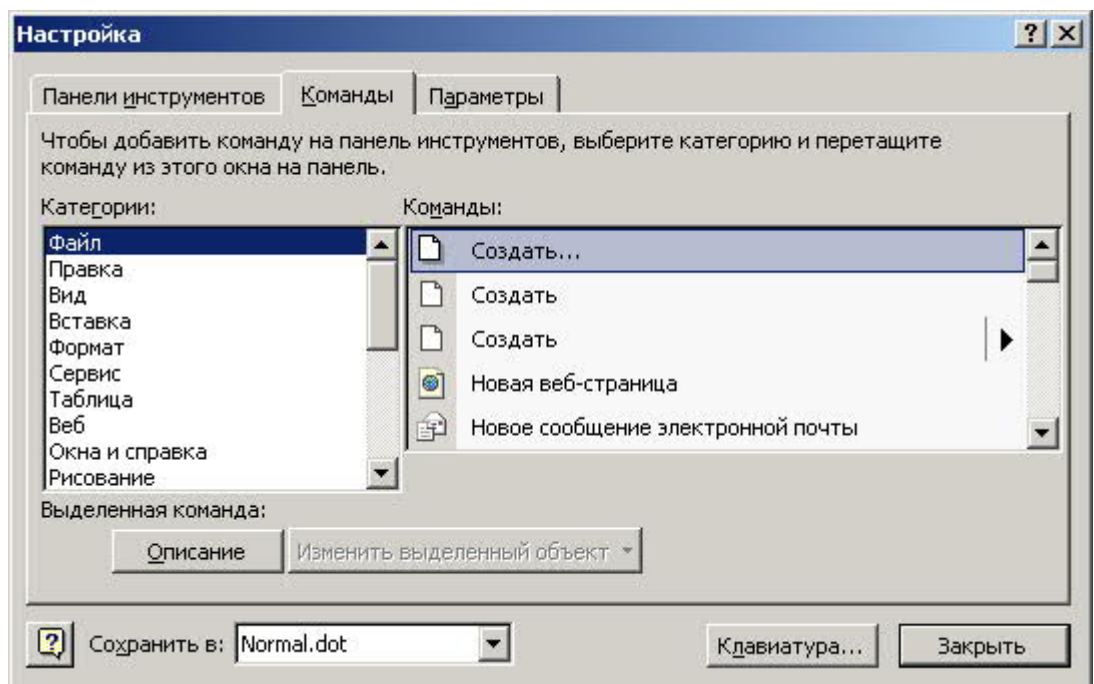 Настройка
Панели инструментов
Команды
Параметры
Чтобы добавить команду на панель инструментов, выберите категорию и перетащите
команду из этого окна на панель.
Категории:
Команды:
Файл
Правка
Вид
Вставка
Формат
Сервис
Таблица
Веб
Окна и справка
Рисование
Создать...
Создать
Создать
Новая веб-страница
Новое сообщение электронной почты
Выделенная команда:
Описание
Изменить выделенный объект
Сохранить в: Normal.dot
Клавиатура...
Закрыть